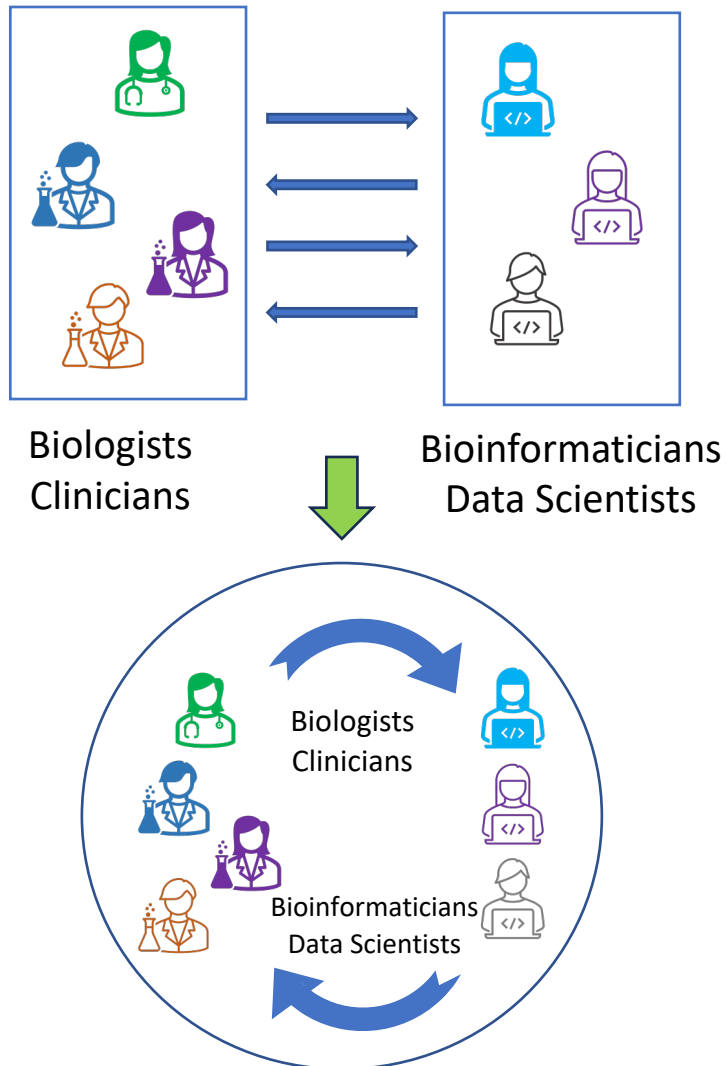 </>
</>
</>
Biologists
Clinicians
Bioinformaticians
Data Scientists
</>
Biologists
Clinicians
</>
Bioinformaticians
Data Scientists
</>